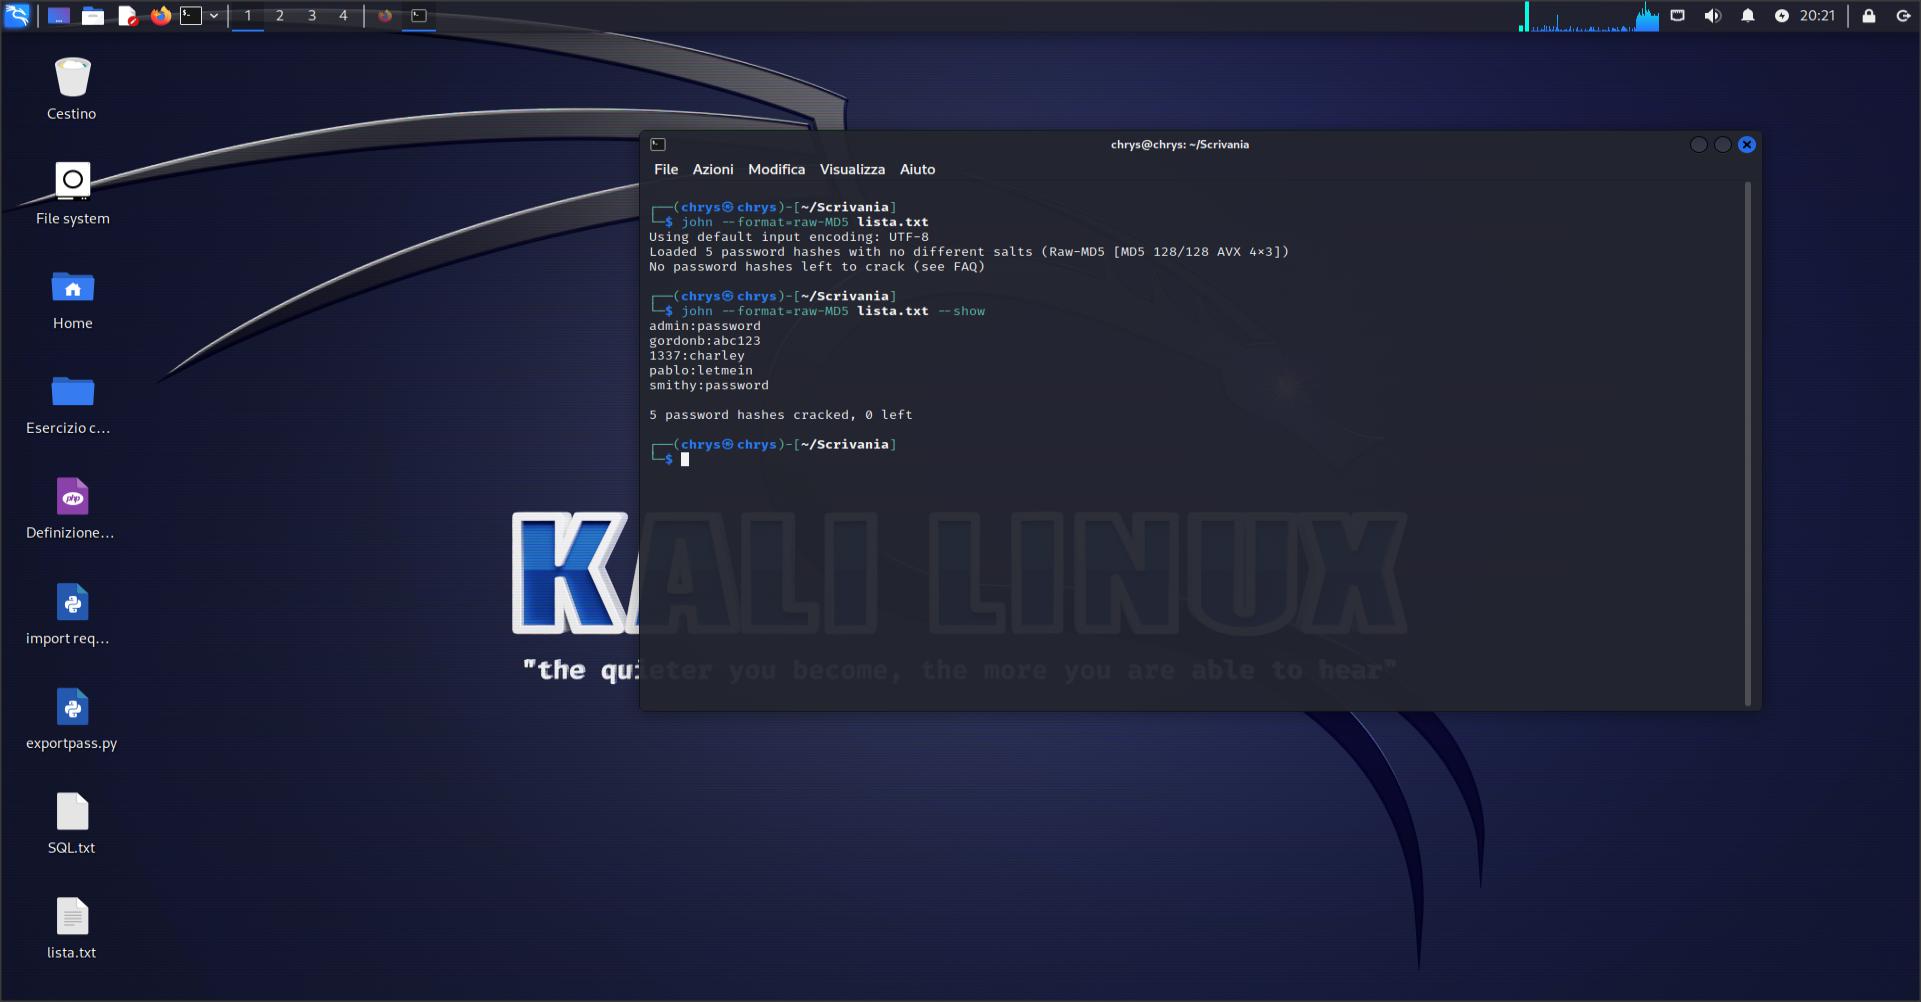 1 2 3 4
20:21
Cestino
File system
Home
Esercizio c...
Definizione...
php
import req...
exportpass.py
SQL.txt
lista.txt
chrys@chrys: ~/Scrivania
File Azioni Modifica Visualizza Aiuto
┌──(chrys㉿chrys)-[~/Scrivania]
└─$ john --format=raw-MD5 lista.txt
Using default input encoding: UTF-8
Loaded 5 password hashes with no different salts (Raw-MD5 [MD5 128/128 AVX 4×3])
No password hashes left to crack (see FAQ)
┌──(chrys㉿chrys)-[~/Scrivania]
└─$ john --format=raw-MD5 lista.txt --show
admin:password
gordonb:abc123
1337:charley
pablo:letmein
smithy:password
5 password hashes cracked, 0 left
┌──(chrys㉿chrys)-[~/Scrivania]
└─$
KALI LINUX
"the quieter you become, the more you are able to hear"